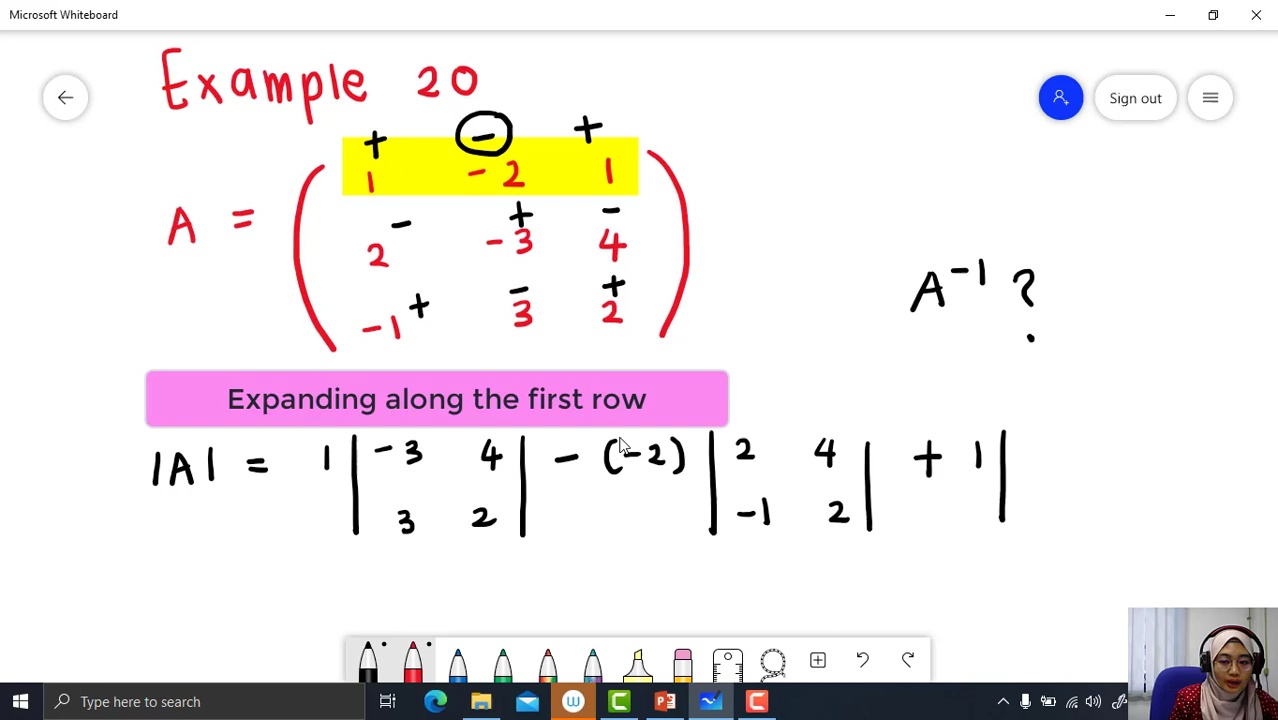 Microsoft Whiteboard
Example 20
Sign out
+ - +
1 -2 1
- + -
A = ( 2 -3 4 )
+ - +
-1 3 2
A⁻¹ ?
Expanding along the first row
|A| = 1 | -3 4 | - (-2) | 2 4 | + 1 |
3 2 -1 2
Type here to search